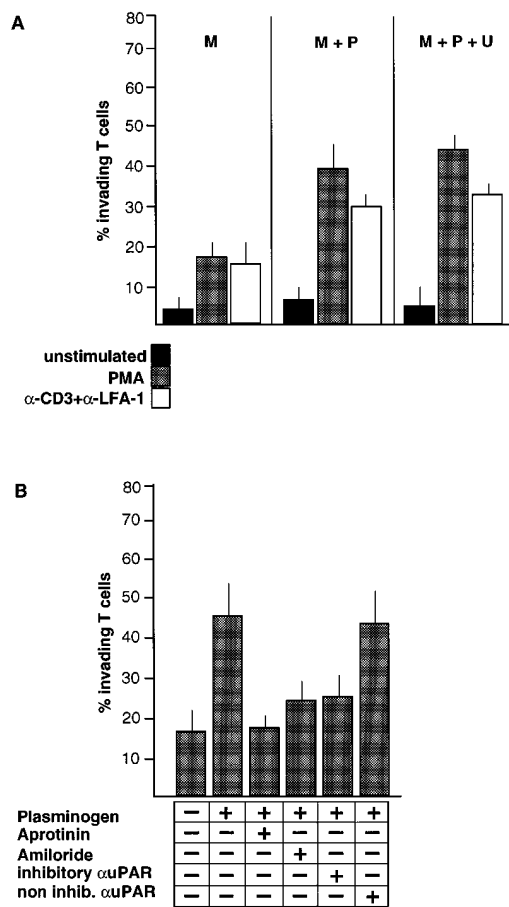 A
80
70
60
50
40
30
20
10
% invading T cells
M
M + P
M + P + U
unstimulated
PMA
α-CD3+α-LFA-1
B
80
70
60
50
40
30
20
10
% invading T cells
Plasminogen − + + + + +
Aprotinin − − + − − −
Amiloride − − − + − −
inhibitory αuPAR − − − − + −
non inhib. αuPAR − − − − − +